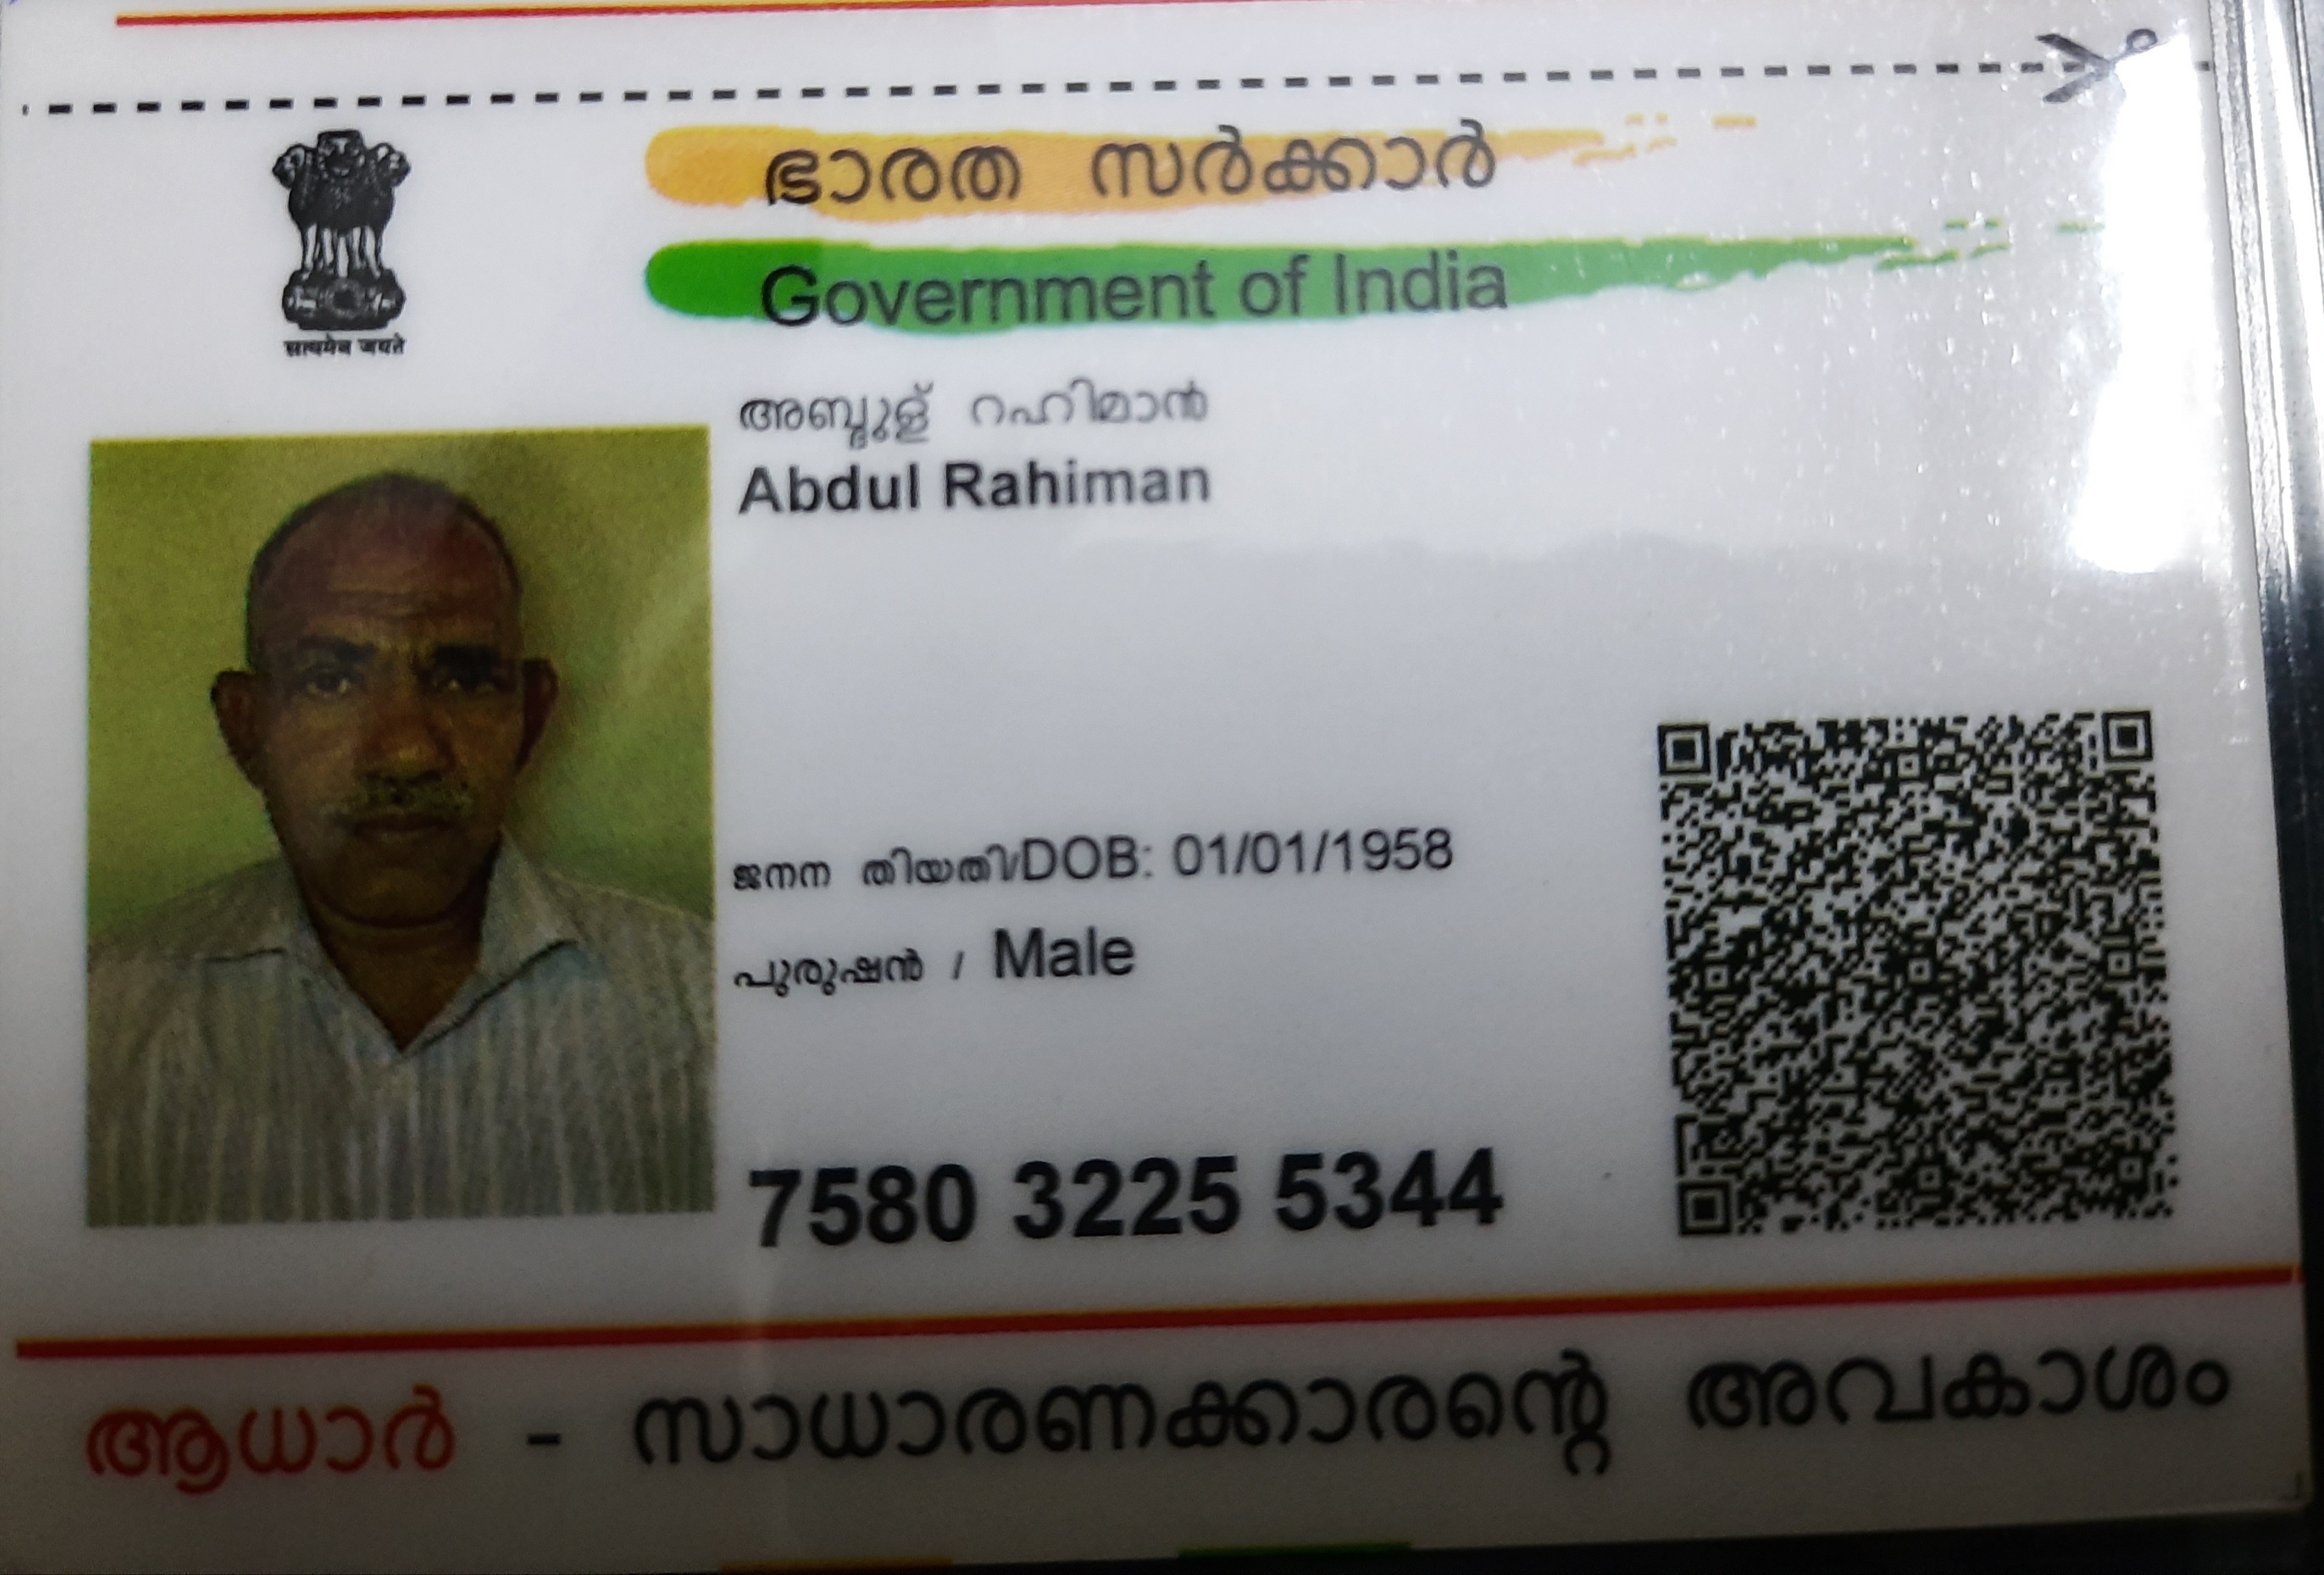 ഭാരത സർക്കാർ
Government of India
सत्यमेव जयते
അബ്ദുള് റഹിമാൻ
Abdul Rahiman
ജനന തിയതി/DOB: 01/01/1958
പുരുഷൻ / Male
7580 3225 5344
ആധാർ - സാധാരണക്കാരന്റെ അവകാശം